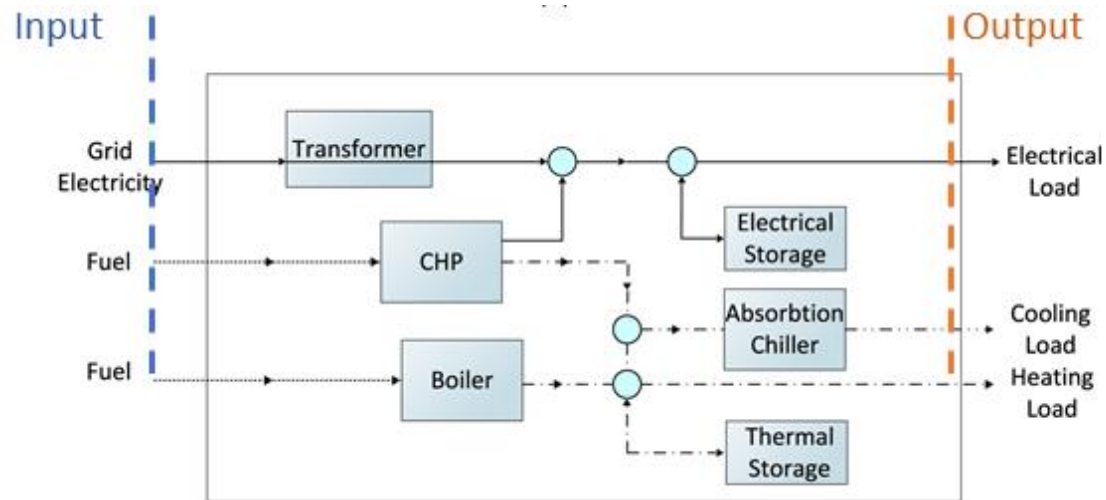 Input
Output
Transformer
Grid
Electricity
Electrical
Load
Electrical
Storage
Fuel
CHP
Absorbtion
Chiller
Cooling
Load
Fuel
Boiler
Heating
Load
Thermal
Storage